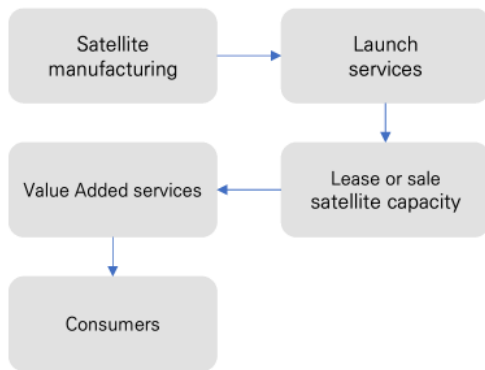 Satellite
manufacturing
Launch
services
Lease or sale
satellite capacity
Value Added services
Consumers